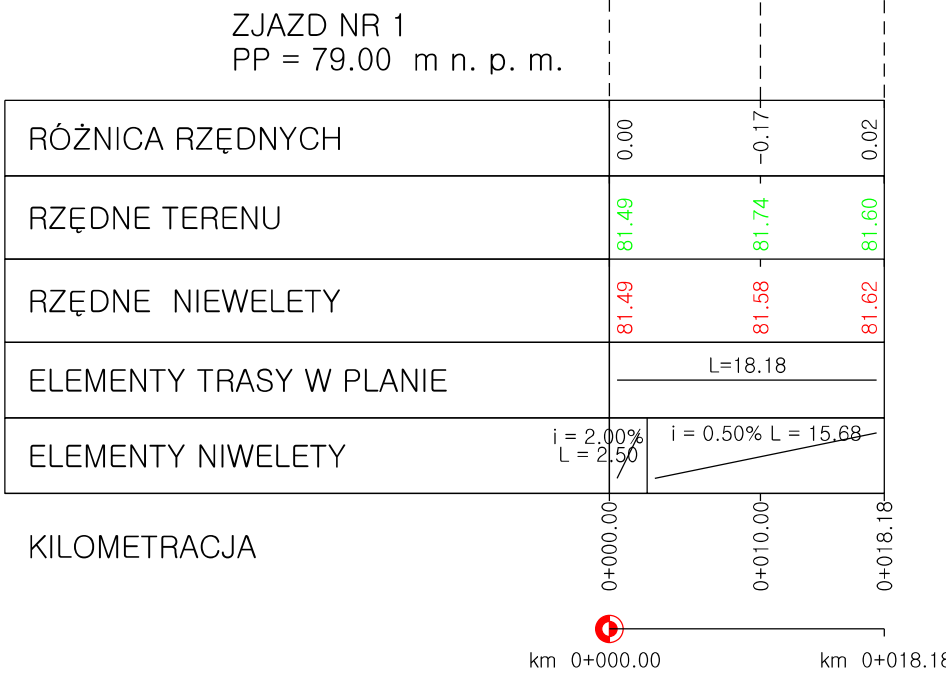 ZJAZD NR 1
PP = 79.00 m n. p. m.
RÓŻNICA RZĘDNYCH 0.00 -0.17 0.02
RZĘDNE TERENU 81.49 81.74 81.60
RZĘDNE NIEWELETY 81.49 81.58 81.62
ELEMENTY TRASY W PLANIE L=18.18
ELEMENTY NIWELETY
i = 2.00%
L = 2.50
i = 0.50% L = 15.68
KILOMETRACJA 0+000.00 0+010.00 0+018.18
km 0+000.00 km 0+018.18